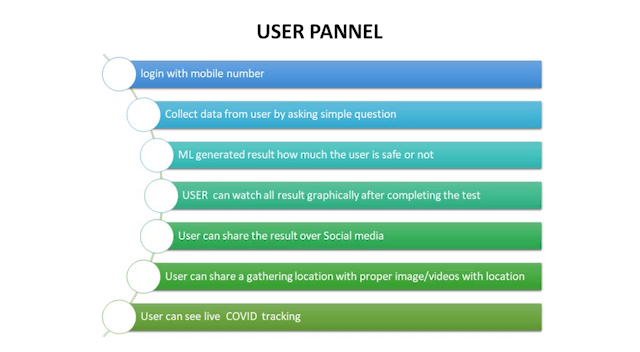 USER PANNEL
login with mobile number
Collect data from user by asking simple question
ML generated result how much the user is safe or not
USER can watch all result graphically after completing the test
User can share the result over Social media
User can share a gathering location with proper image/videos with location
User can see live COVID tracking